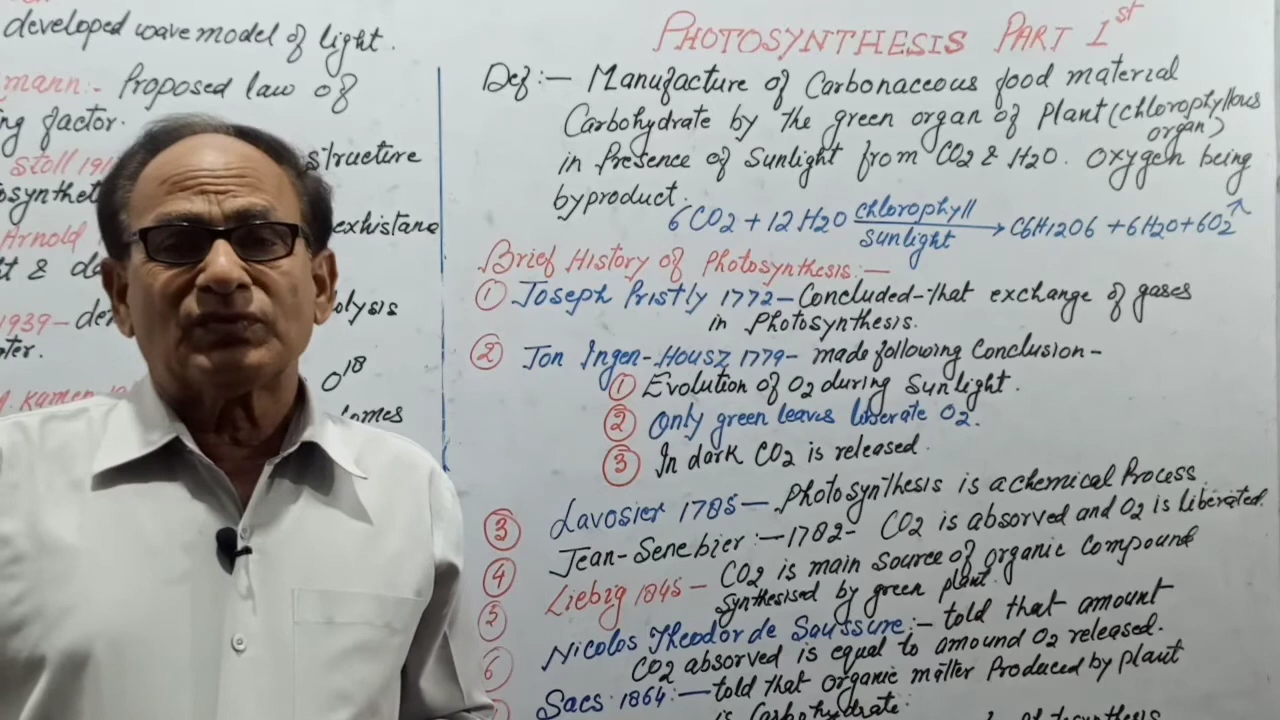 developed wave model of light.
mann:- Proposed law of
ng factor.
Stoll 191
structure
osynthet
Arnold
exhistane
t & d
1939 – de
olysis
ter.
O18
M. Kamen
omes
PHOTOSYNTHESIS PART 1st
Def:— Manufacture of Carbonaceous food material
Carbohydrate by the green organ of Plant (chlorophyllous
organ)
in Presence of Sunlight from CO2 & H2O. Oxygen being
byproduct.
6CO2 + 12H2O chlorophyll → C6H12O6 + 6H2O + 6O2 ↑
Sunlight
Brief History of Photosynthesis:—
① Joseph Pristly 1772 – Concluded that exchange of gases
in Photosynthesis.
② Jon Ingen-Housz 1779 – made following Conclusion –
① Evolution of O2 during Sunlight.
② Only green leaves liberate O2.
③ In dark CO2 is released.
③ Lavosier 1785 — Photosynthesis is a chemical Process.
④ Jean-Senebier:— 1782 – CO2 is absorbed and O2 is liberated.
⑤ Liebig 1845 – CO2 is main Source of organic Compound
Synthesised by green plant.
⑥ Nicolos Theodor de Saussure:— told that amount
CO2 absorbed is equal to amound O2 released.
Sacs 1864:— told that Organic matter Produced by plant
is Carbohydrate.